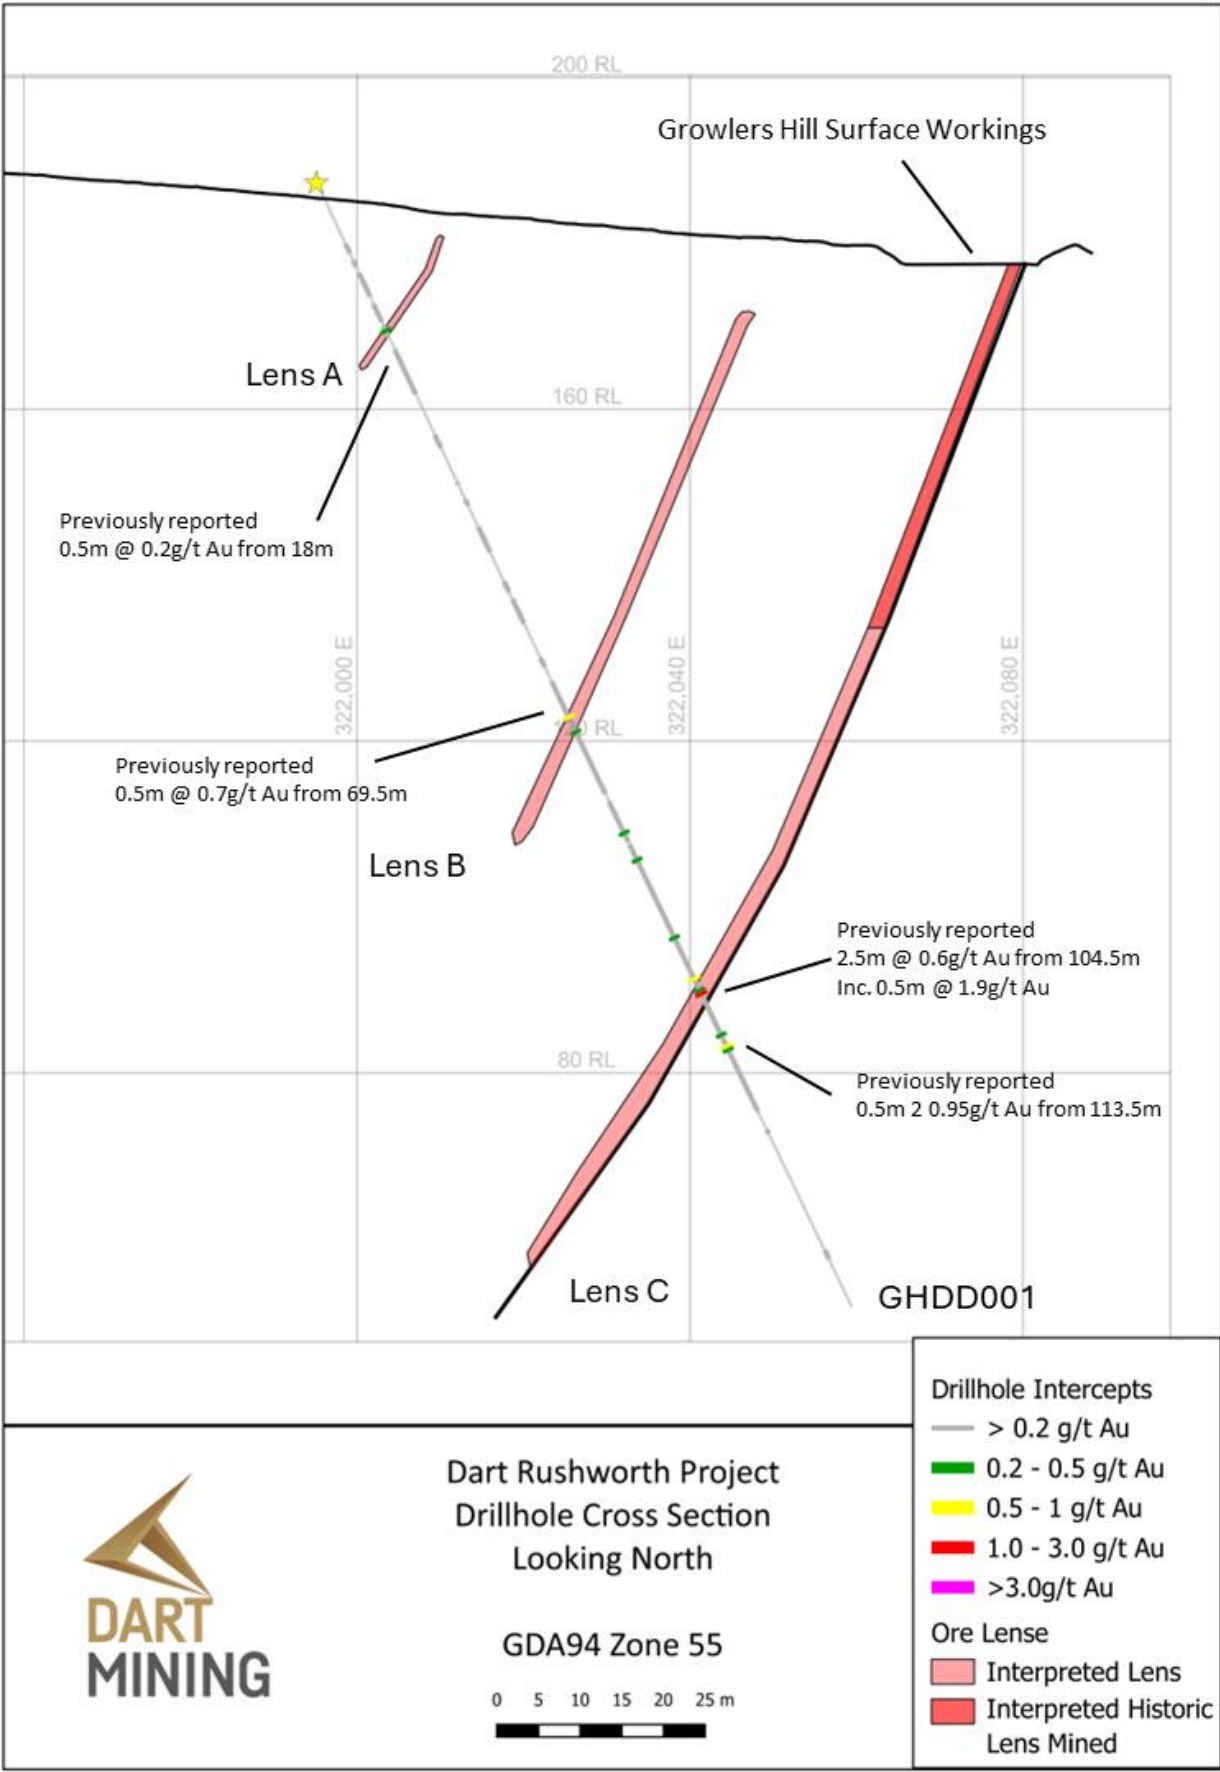 200 RL
Growlers Hill Surface Workings
Lens A
160 RL
Previously reported
0.5m @ 0.2g/t Au from 18m
322,000 E
322,040 E
322,080 E
RL
Previously reported
0.5m @ 0.7g/t Au from 69.5m
Lens B
Previously reported
2.5m @ 0.6g/t Au from 104.5m
Inc. 0.5m @ 1.9g/t Au
80 RL
Previously reported
0.5m 2 0.95g/t Au from 113.5m
Lens C
GHDD001
Drillhole Intercepts
> 0.2 g/t Au
0.2 - 0.5 g/t Au
0.5 - 1 g/t Au
1.0 - 3.0 g/t Au
>3.0g/t Au
Ore Lense
Interpreted Lens
Interpreted Historic
Lens Mined
Dart Rushworth Project
Drillhole Cross Section
Looking North
GDA94 Zone 55
0 5 10 15 20 25 m
DART
MINING